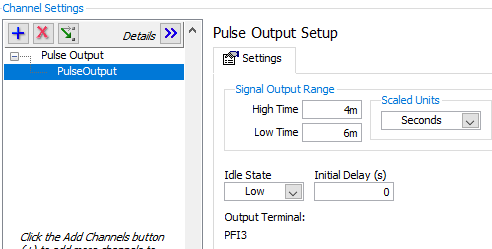 Channel Settings
Details
Pulse Output
PulseOutput
Click the Add Channels button
(+) to add more channels to
Pulse Output Setup
Settings
Signal Output Range
High Time 4m
Low Time 6m
Scaled Units
Seconds
Idle State Initial Delay (s)
Low 0
Output Terminal:
PFI3